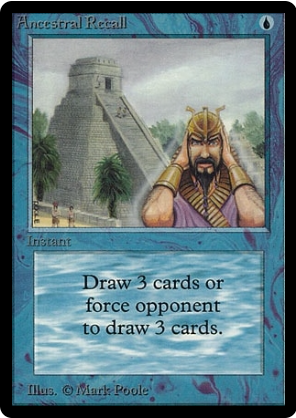 Ancestral Recall
Instant
Draw 3 cards or
force opponent
to draw 3 cards.
Illus. © Mark Poole